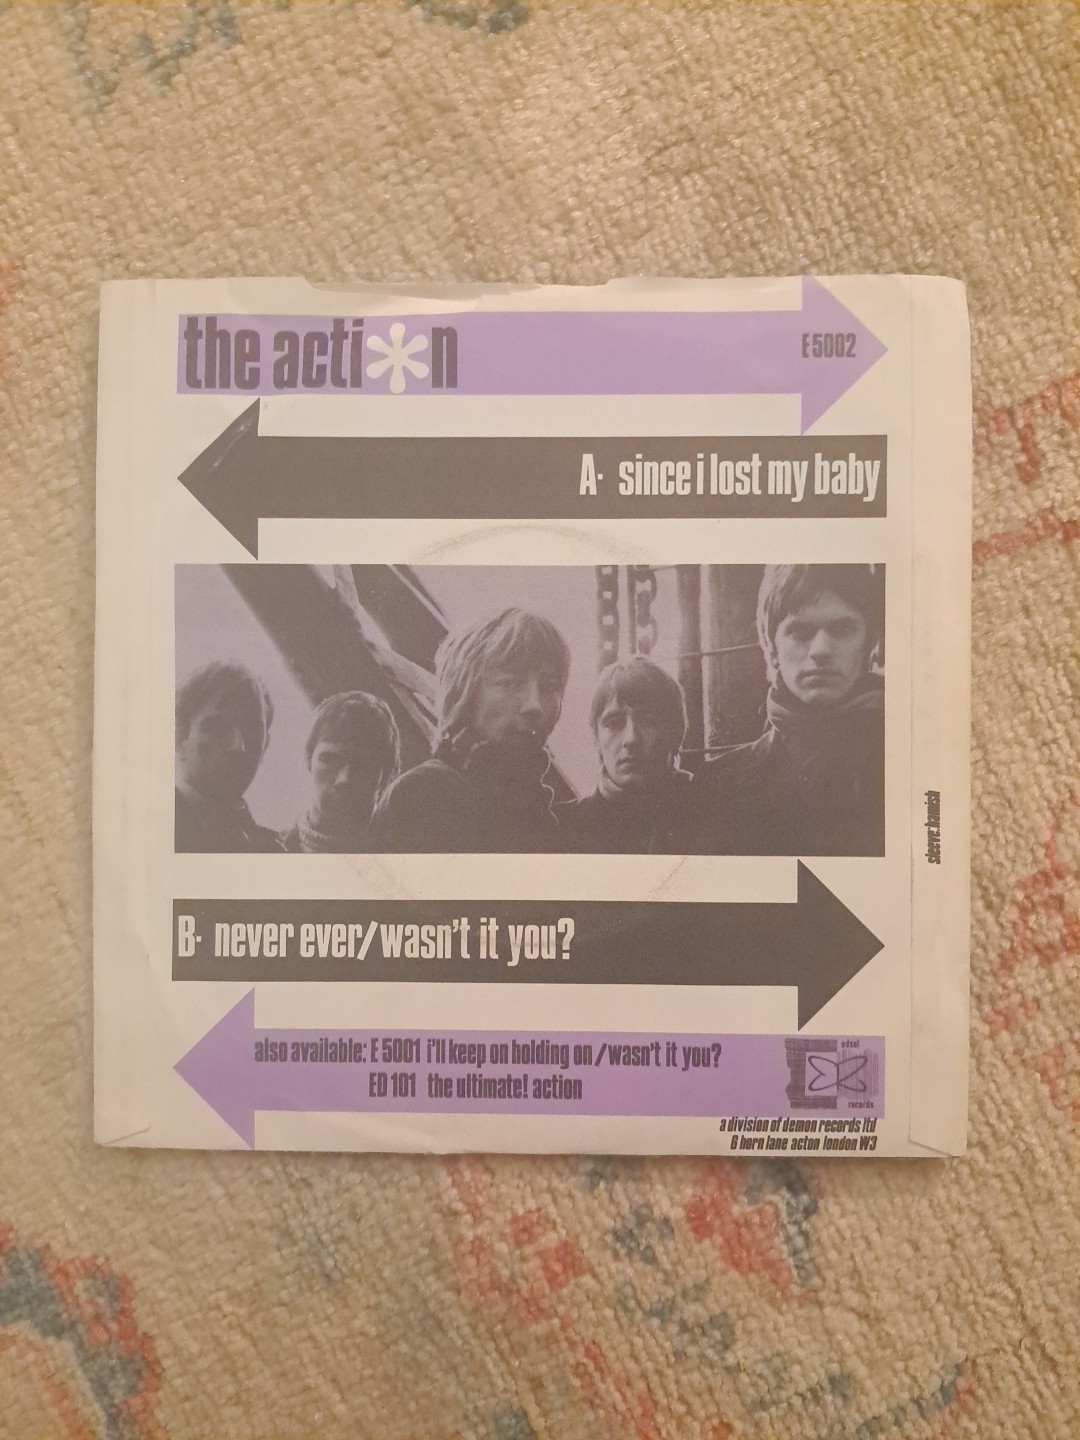 the acti*n
E5002
A· since i lost my baby
sleeve:hamish
B· never ever/wasn't it you?
also available: E 5001 i'll keep on holding on/wasn't it you?
ED 101 the ultimate! action
edsel
records
a division of demon records ltd
6 horn lane acton london W3